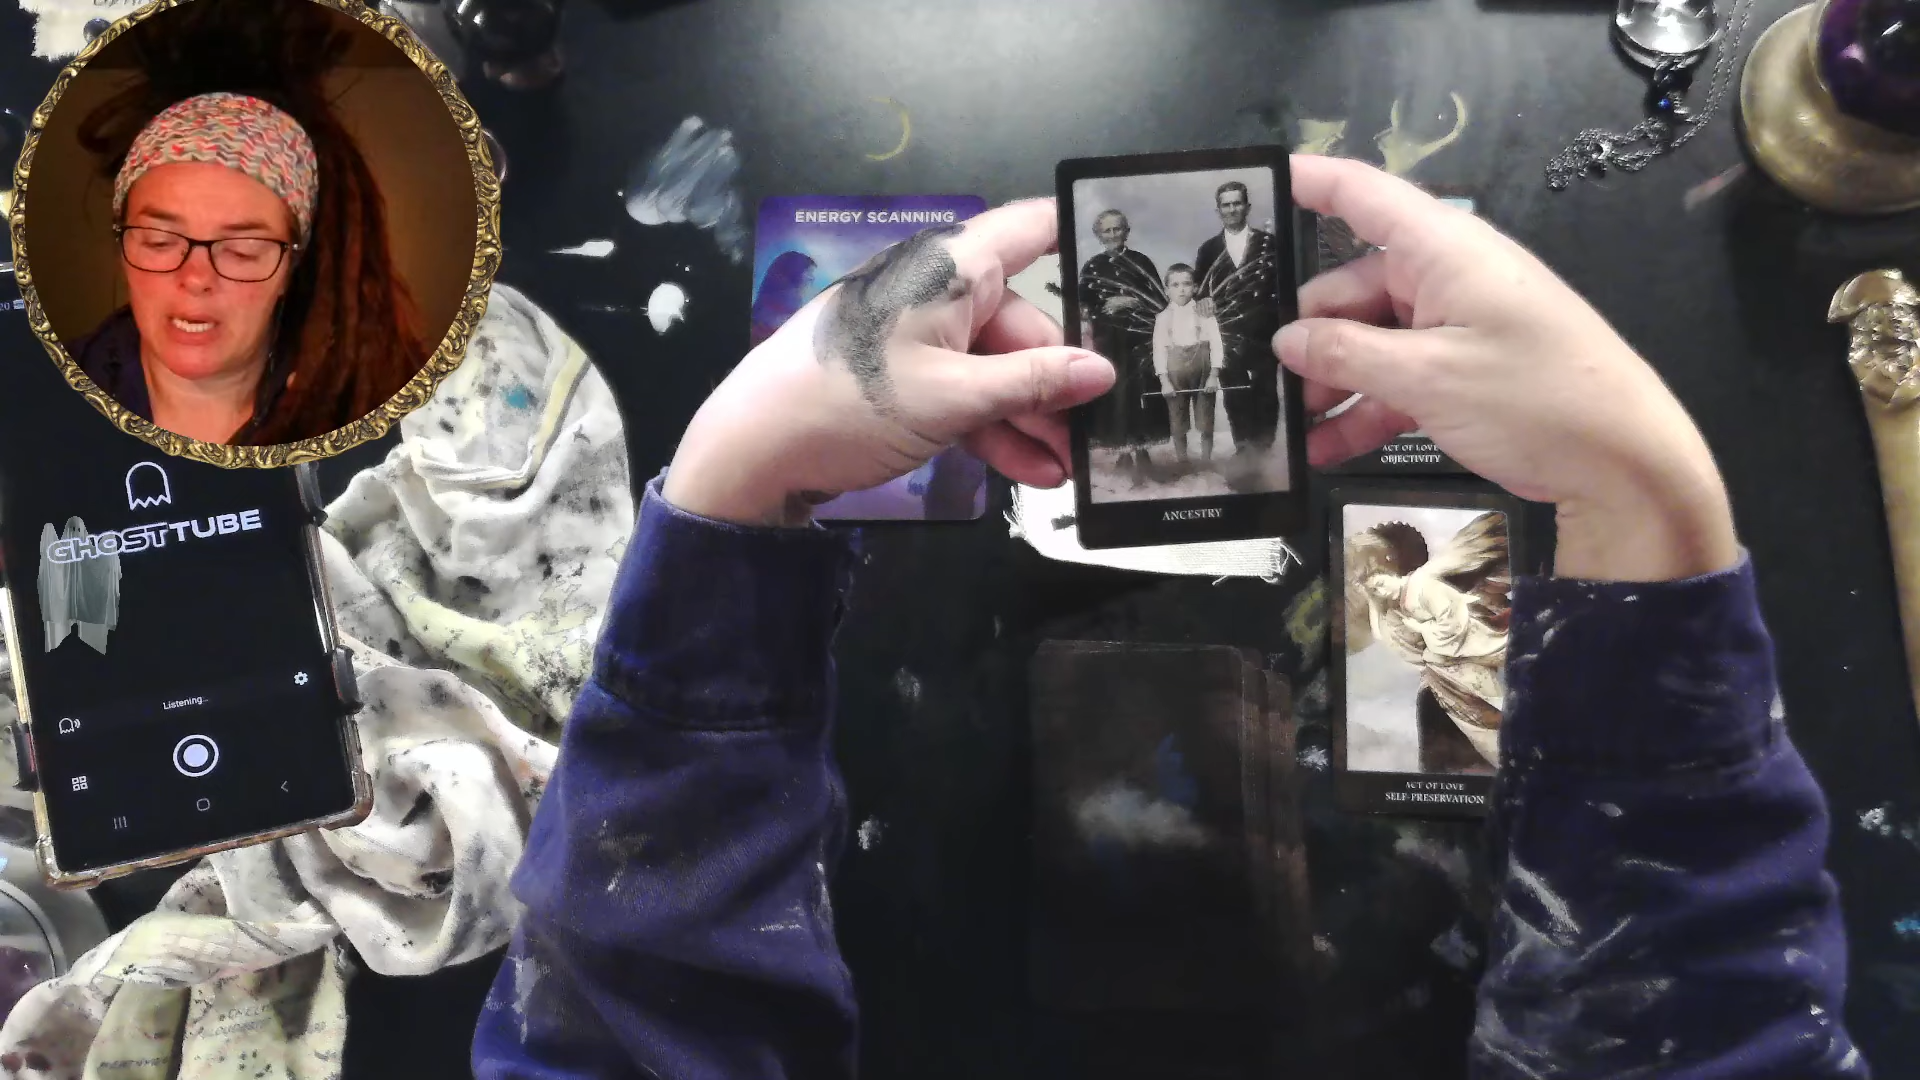 ENERGY SCANNING
ANCESTRY
ACT OF LOVE
OBJECTIVITY
ACT OF LOVE
SELF-PRESERVATION
GHOSTTUBE
Listening...